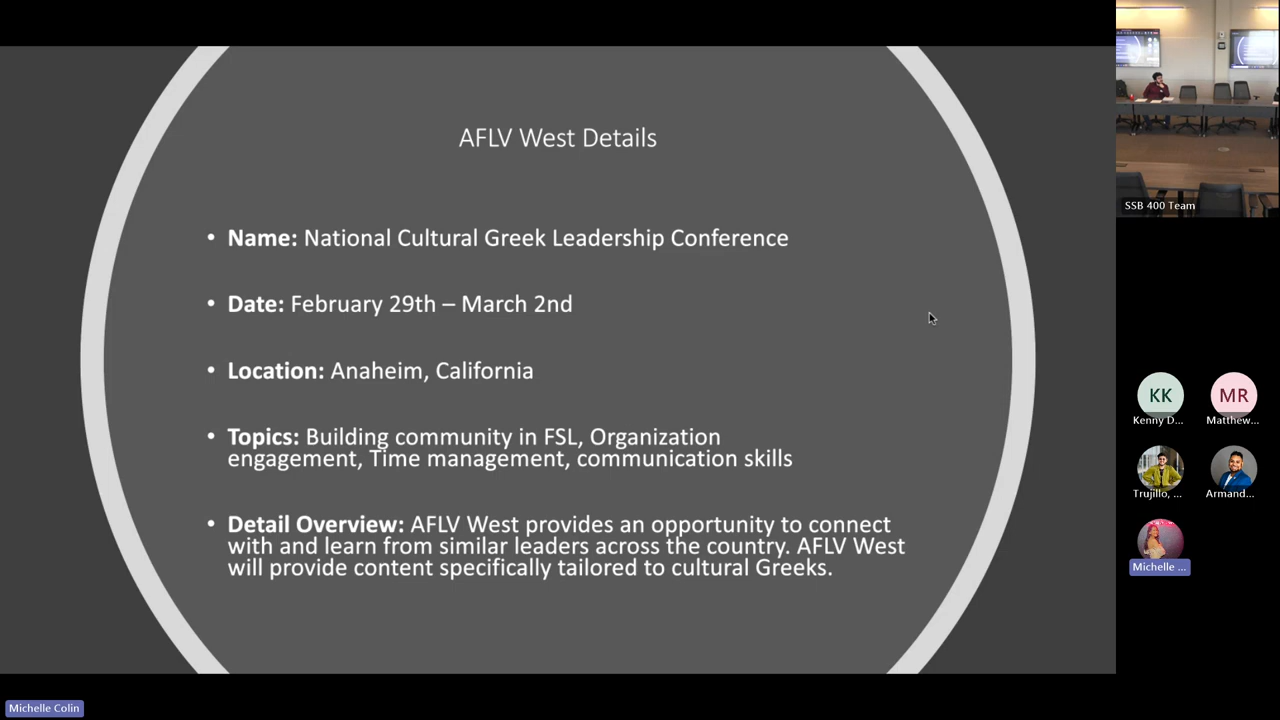 AFLV West Details
• Name: National Cultural Greek Leadership Conference
• Date: February 29th – March 2nd
• Location: Anaheim, California
• Topics: Building community in FSL, Organization
engagement, Time management, communication skills
• Detail Overview: AFLV West provides an opportunity to connect
with and learn from similar leaders across the country. AFLV West
will provide content specifically tailored to cultural Greeks.
SSB 400 Team
KK
Kenny D...
MR
Matthew...
Trujillo, ...
Armand...
Michelle ...
Michelle Colin